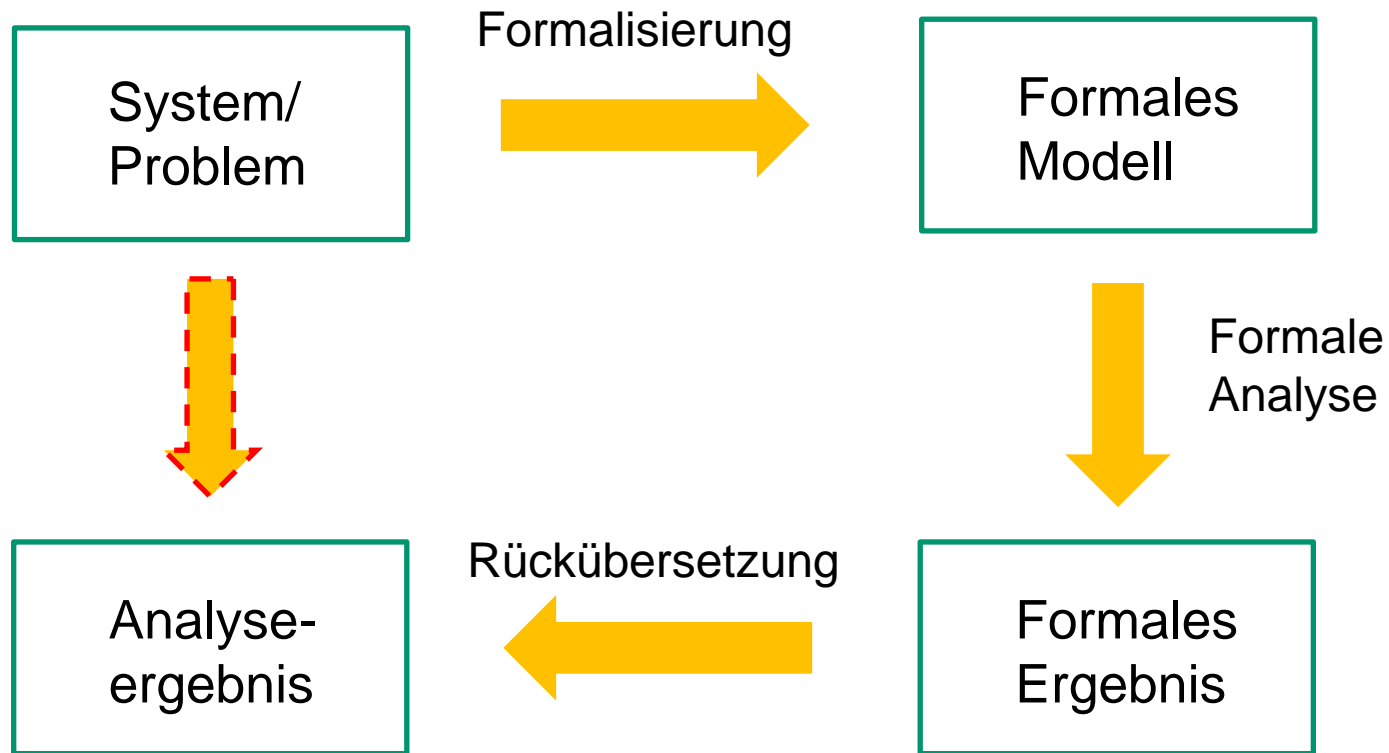 Formalisierung
System/
Problem
Formales
Modell
Formale
Analyse
Rückübersetzung
Analyse-
ergebnis
Formales
Ergebnis